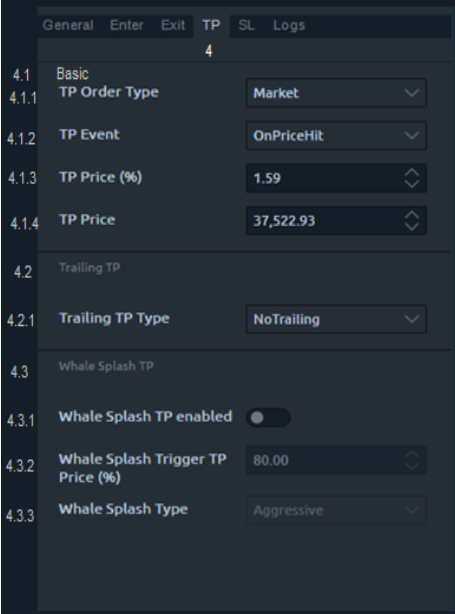 General Enter Exit TP SL Logs
4
4.1 Basic
4.1.1 TP Order Type Market
4.1.2 TP Event OnPriceHit
4.1.3 TP Price (%) 1.59
4.1.4 TP Price 37,522.93
4.2 Trailing TP
4.2.1 Trailing TP Type NoTrailing
4.3 Whale Splash TP
4.3.1 Whale Splash TP enabled
4.3.2 Whale Splash Trigger TP 80.00
Price (%)
4.3.3 Whale Splash Type Aggressive